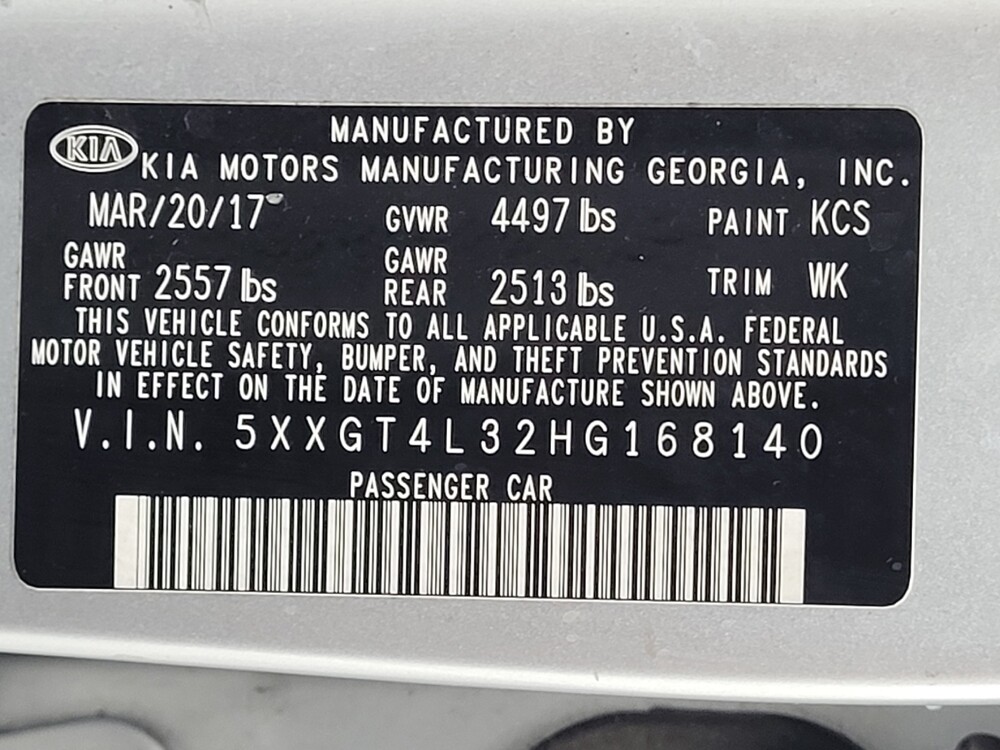 MANUFACTURED BY
KIA KIA MOTORS MANUFACTURING GEORGIA, INC.
MAR/20/17 GVWR 4497 lbs PAINT KCS
GAWR FRONT 2557 lbs GAWR REAR 2513 lbs TRIM WK
THIS VEHICLE CONFORMS TO ALL APPLICABLE U.S.A. FEDERAL
MOTOR VEHICLE SAFETY, BUMPER, AND THEFT PREVENTION STANDARDS
IN EFFECT ON THE DATE OF MANUFACTURE SHOWN ABOVE.
V.I.N. 5XXGT4L32HG168140
PASSENGER CAR